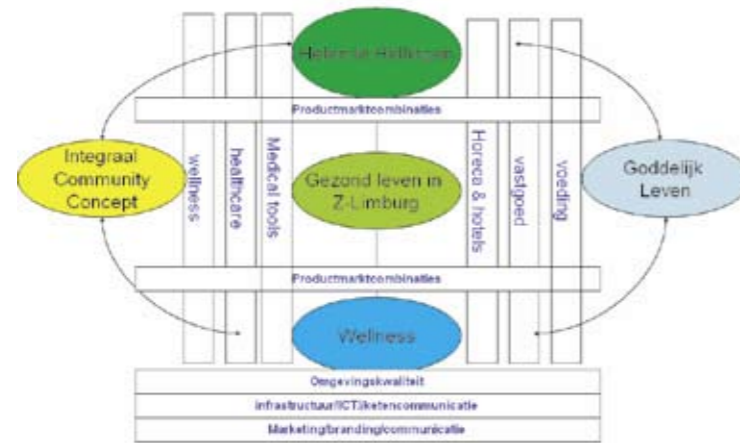 Productmarktcombinaties
Integraal
Community
Concept
wellness
healthcare
Medical tools
Gezond leven in
Z-Limburg
Horeca & hotels
vastgoed
voeding
Goddelijk
Leven
Productmarktcombinaties
Wellness
Omgevingskwaliteit
infrastructuur/ICT/ketencommunicatie
Marketing/branding/communicatie